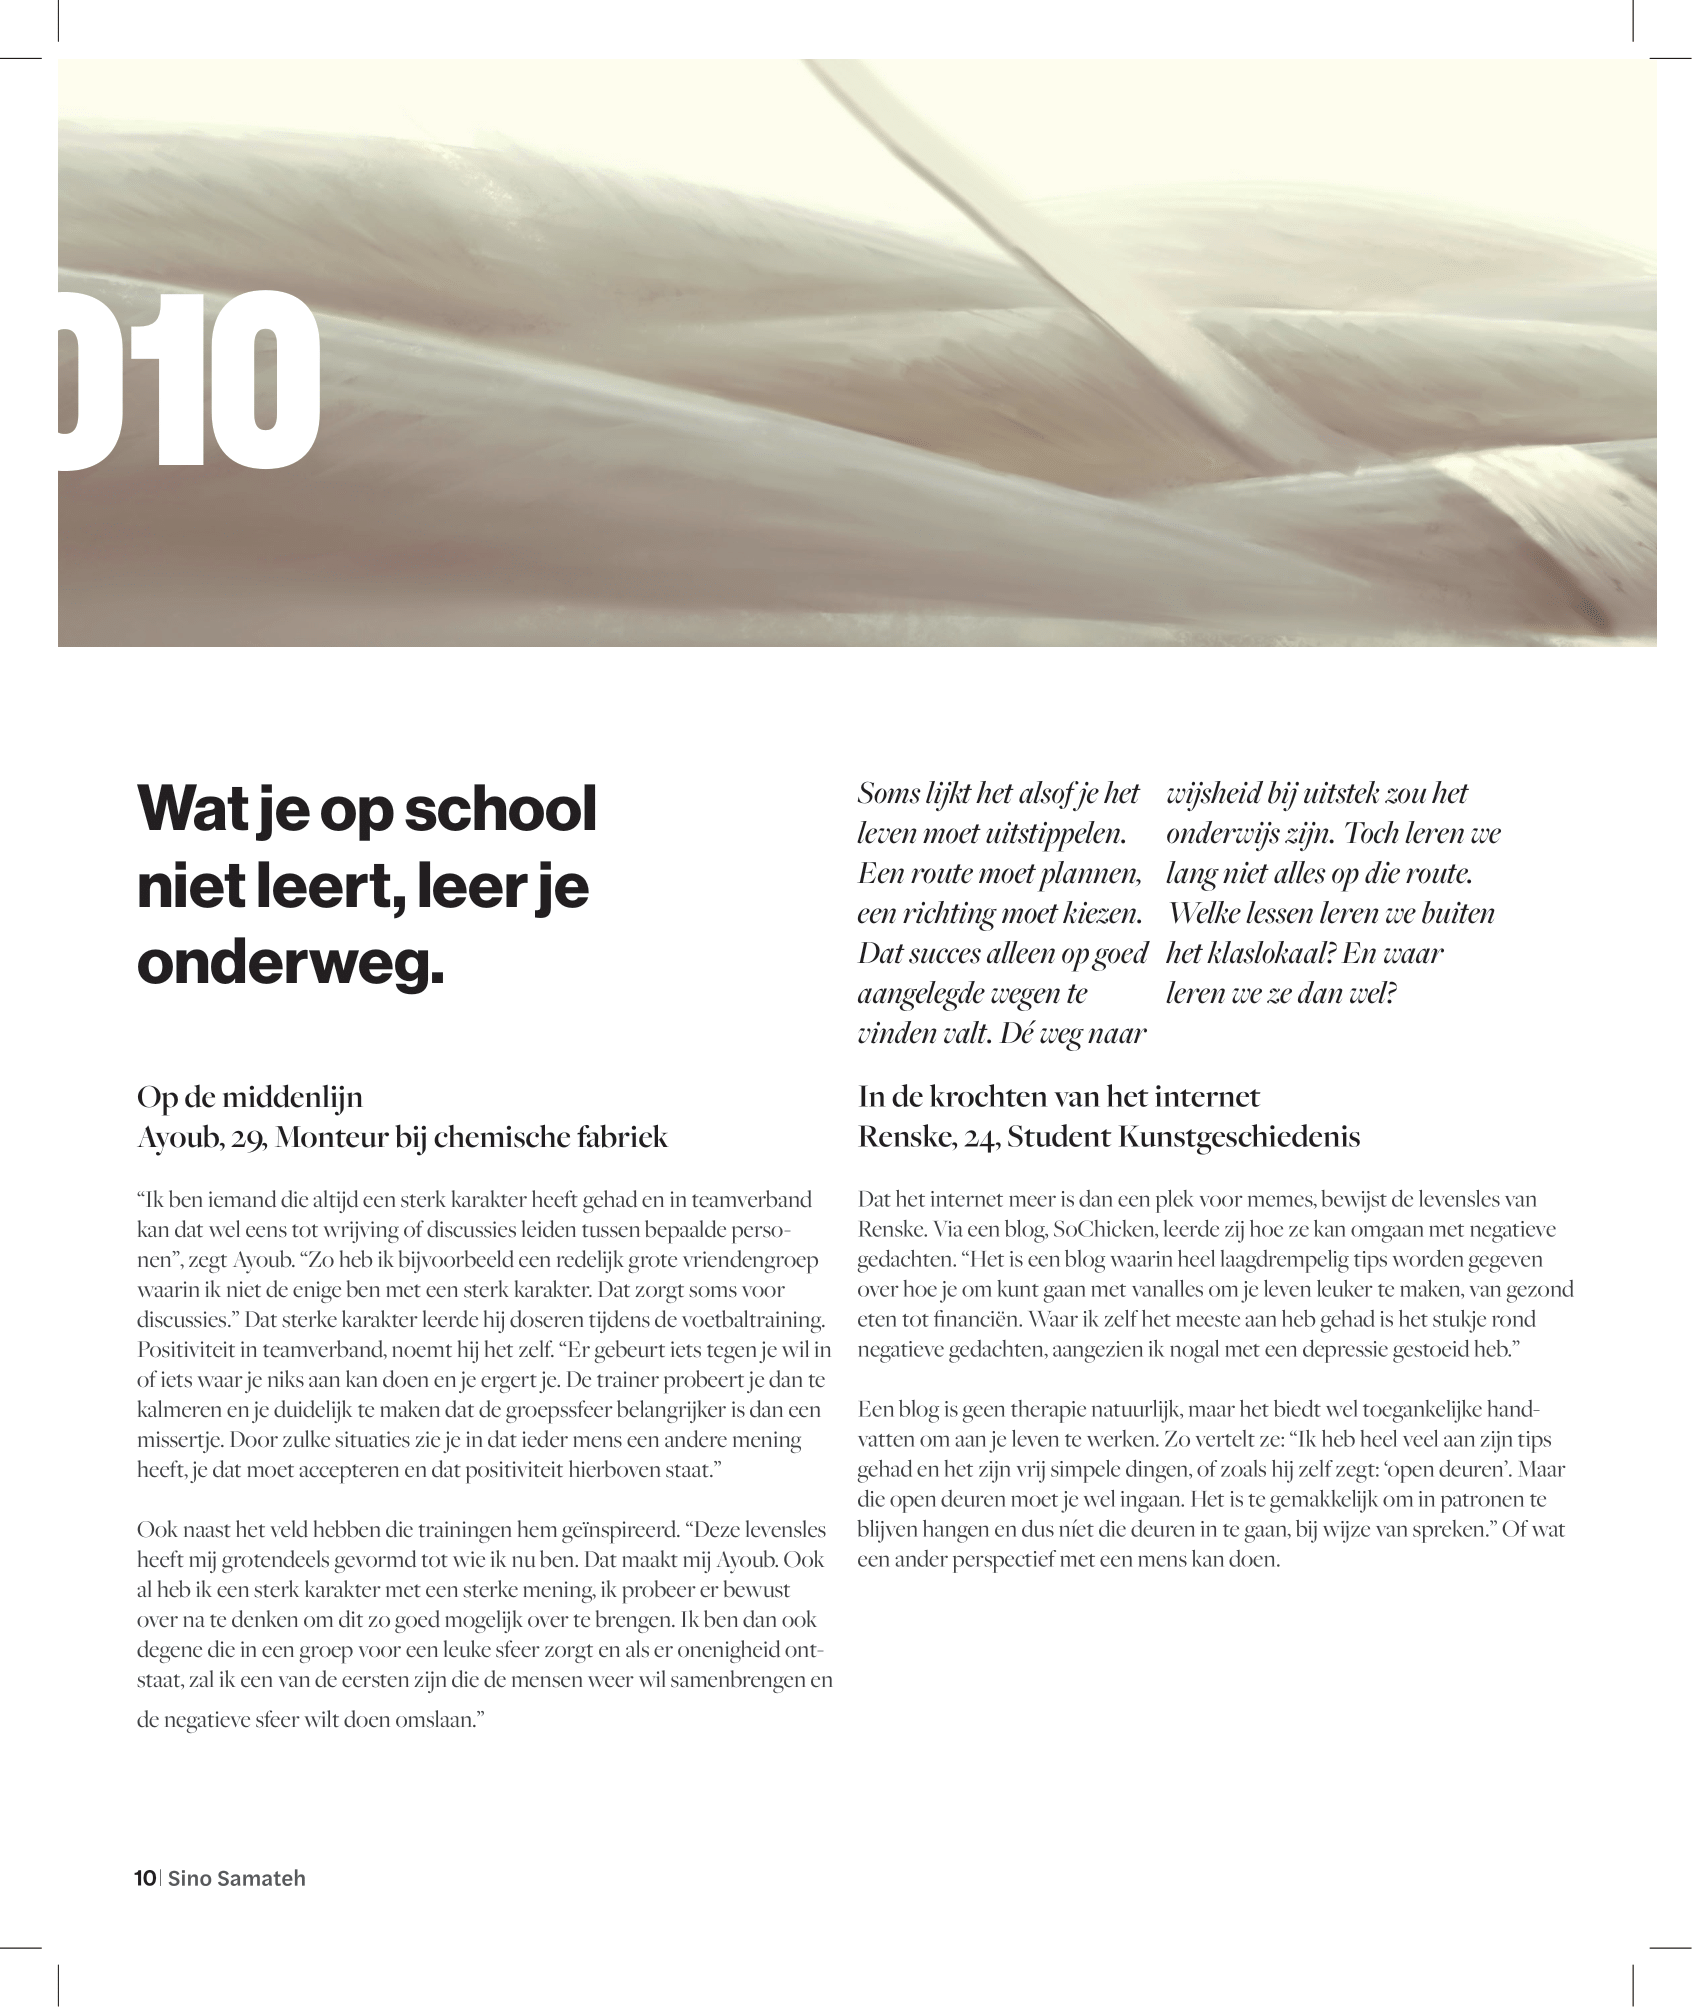 010
Wat je op school
niet leert, leer je
onderweg.
Soms lijkt het alsof je het
leven moet uitstippelen.
Een route moet plannen,
een richting moet kiezen.
Dat succes alleen op goed
aangelegde wegen te
vinden valt. Dé weg naar
wijsheid bij uitstek zou het
onderwijs zijn. Toch leren we
lang niet alles op die route.
Welke lessen leren we buiten
het klaslokaal? En waar
leren we ze dan wel?
Op de middenlijn
Ayoub, 29, Monteur bij chemische fabriek
“Ik ben iemand die altijd een sterk karakter heeft gehad en in teamverband
kan dat wel eens tot wrijving of discussies leiden tussen bepaalde perso-
nen”, zegt Ayoub. “Zo heb ik bijvoorbeeld een redelijk grote vriendengroep
waarin ik niet de enige ben met een sterk karakter. Dat zorgt soms voor
discussies.” Dat sterke karakter leerde hij doseren tijdens de voetbaltraining.
Positiviteit in teamverband, noemt hij het zelf. “Er gebeurt iets tegen je wil in
of iets waar je niks aan kan doen en je ergert je. De trainer probeert je dan te
kalmeren en je duidelijk te maken dat de groepssfeer belangrijker is dan een
missertje. Door zulke situaties zie je in dat ieder mens een andere mening
heeft, je dat moet accepteren en dat positiviteit hierboven staat.”
Ook naast het veld hebben die trainingen hem geïnspireerd. “Deze levensles
heeft mij grotendeels gevormd tot wie ik nu ben. Dat maakt mij Ayoub. Ook
al heb ik een sterk karakter met een sterke mening, ik probeer er bewust
over na te denken om dit zo goed mogelijk over te brengen. Ik ben dan ook
degene die in een groep voor een leuke sfeer zorgt en als er onenigheid ont-
staat, zal ik een van de eersten zijn die de mensen weer wil samenbrengen en
de negatieve sfeer wilt doen omslaan.”
In de krochten van het internet
Renske, 24, Student Kunstgeschiedenis
Dat het internet meer is dan een plek voor memes, bewijst de levensles van
Renske. Via een blog, SoChicken, leerde zij hoe ze kan omgaan met negatieve
gedachten. “Het is een blog waarin heel laagdrempelig tips worden gegeven
over hoe je om kunt gaan met vanalles om je leven leuker te maken, van gezond
eten tot financiën. Waar ik zelf het meeste aan heb gehad is het stukje rond
negatieve gedachten, aangezien ik nogal met een depressie gestoeid heb.”
Een blog is geen therapie natuurlijk, maar het biedt wel toegankelijke hand-
vatten om aan je leven te werken. Zo vertelt ze: “Ik heb heel veel aan zijn tips
gehad en het zijn vrij simpele dingen, of zoals hij zelf zegt: ‘open deuren’. Maar
die open deuren moet je wel ingaan. Het is te gemakkelijk om in patronen te
blijven hangen en dus níet die deuren in te gaan, bij wijze van spreken.” Of wat
een ander perspectief met een mens kan doen.
10| Sino Samateh